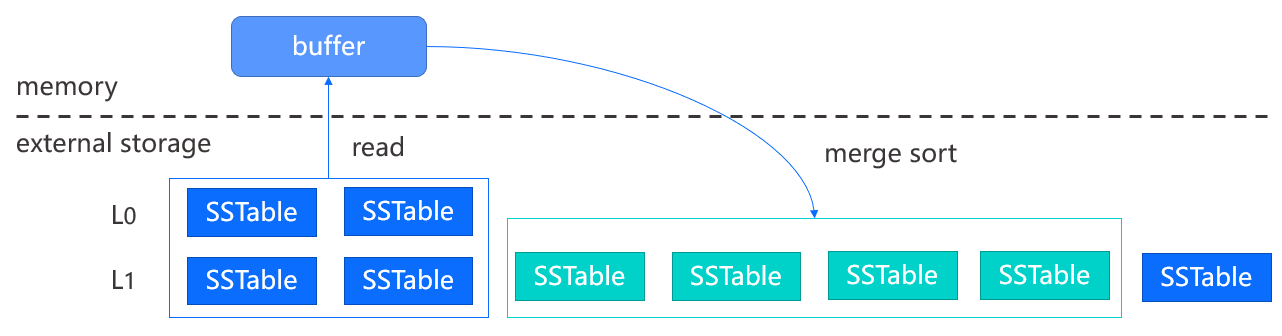 buffer
memory
external storage
read
merge sort
L0
SSTable
SSTable
L1
SSTable
SSTable
SSTable
SSTable
SSTable
SSTable
SSTable